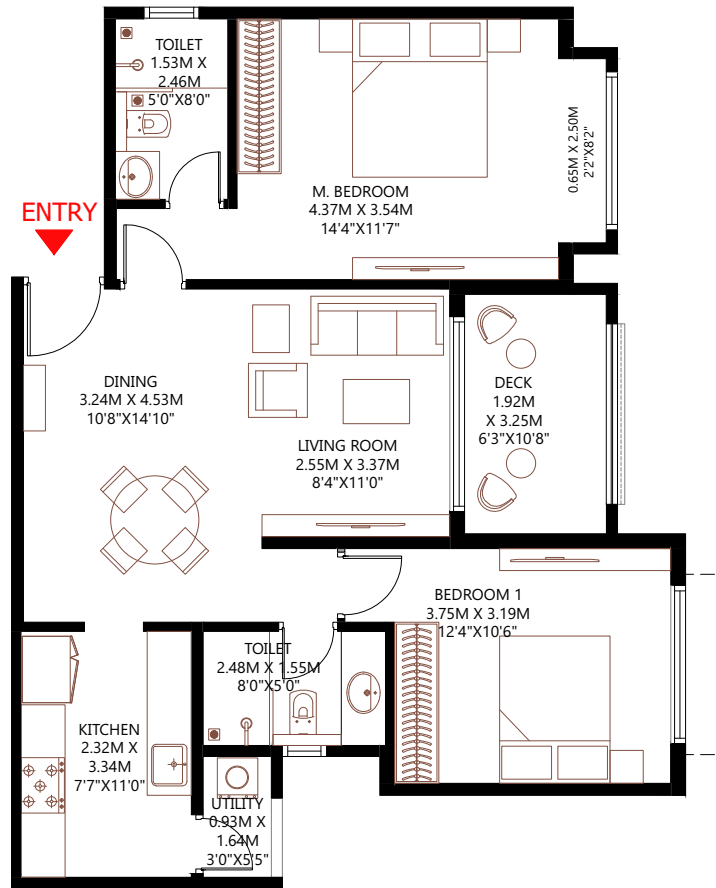 TOILET
1.53M X
2.46M
5'0"X8'0"
M. BEDROOM
4.37M X 3.54M
14'4"X11'7"
0.65M X 2.50M
2'2"X8'2"
ENTRY
DINING
3.24M X 4.53M
10'8"X14'10"
LIVING ROOM
2.55M X 3.37M
8'4"X11'0"
DECK
1.92M
X 3.25M
6'3"X10'8"
BEDROOM 1
3.75M X 3.19M
12'4"X10'6"
TOILET
2.48M X 1.55M
8'0"X5'0"
KITCHEN
2.32M X
3.34M
7'7"X11'0"
UTILITY
0.93M X
1.64M
3'0"X5'5"